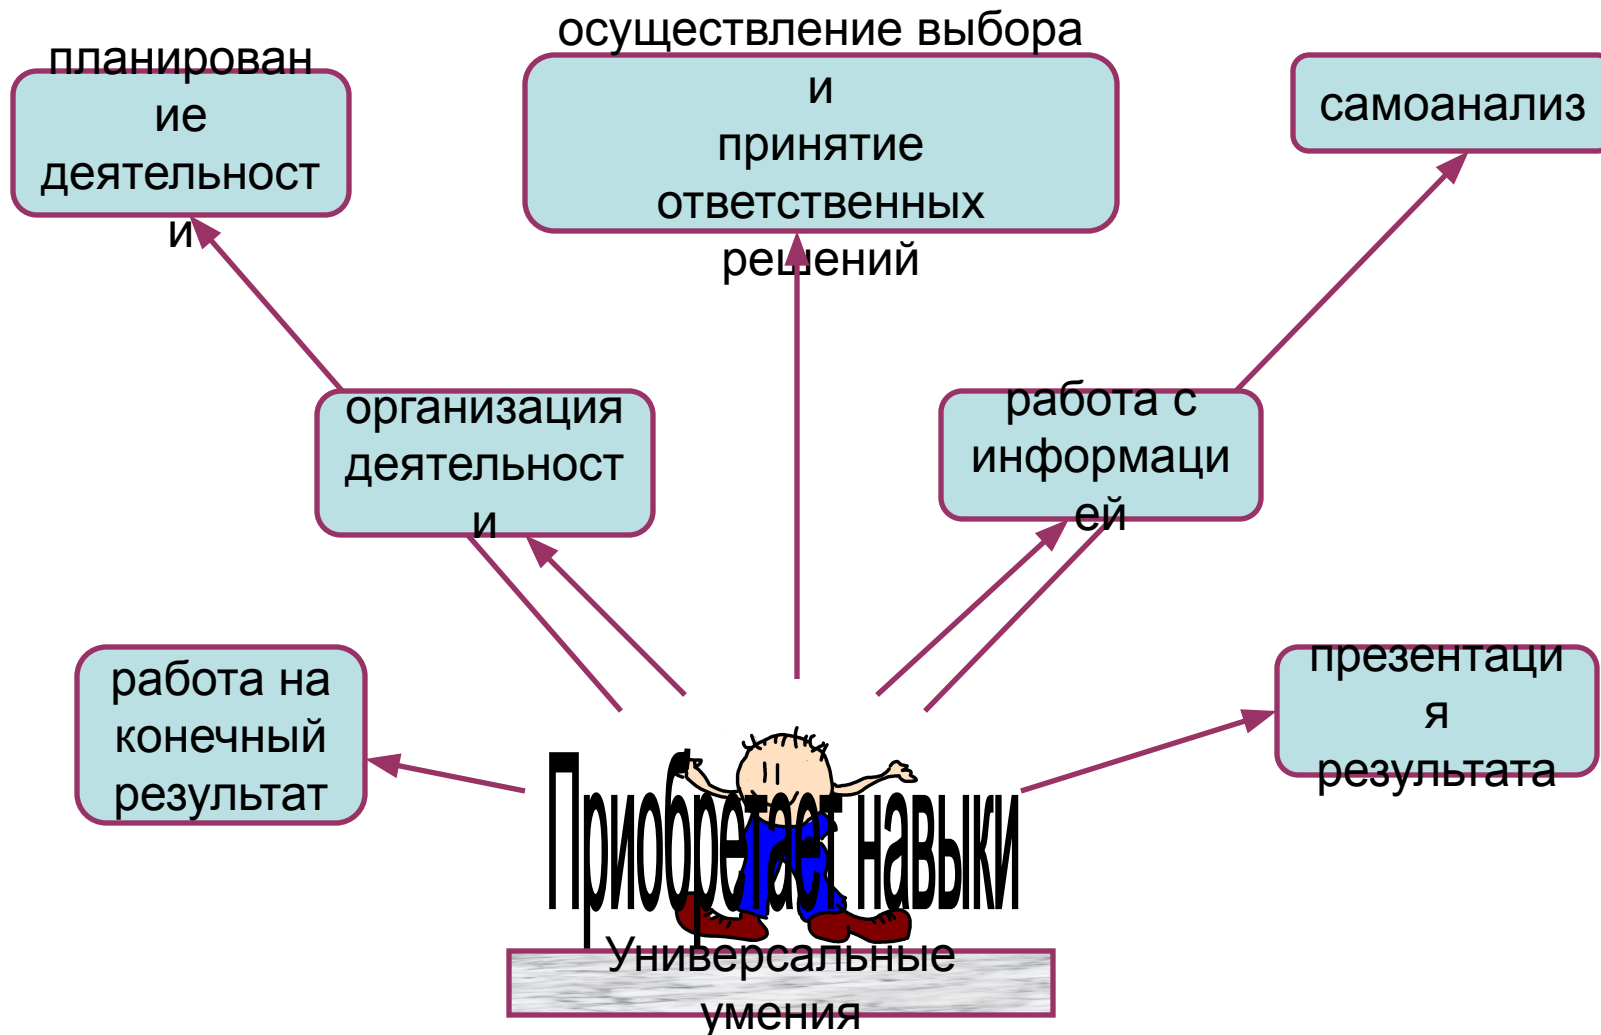 планирован
ие
деятельност
и
осуществление выбора
и
принятие
ответственных
решений
самоанализ
организация
деятельност
и
работа с
информаци
ей
работа на
конечный
результат
презентаци
я
результата
Приобретает навыки
Универсальные
умения